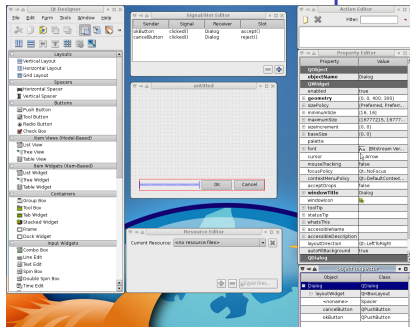 Qt Designer
File Edit Form Tools Window Help
Layouts
Vertical Layout
Horizontal Layout
Grid Layout
Spacers
Horizontal Spacer
Vertical Spacer
Buttons
Push Button
Tool Button
Radio Button
Check Box
Item Views (Model-Based)
List View
Tree View
Table View
Item Widgets (Item-Based)
List Widget
Tree Widget
Table Widget
Containers
Group Box
Tool Box
Tab Widget
Stacked Widget
Frame
Dock Widget
Input Widgets
Combo Box
Line Edit
Text Edit
Spin Box
Double Spin Box
Time Edit
Signal/Slot Editor
Sender Signal Receiver Slot
okButton clicked() Dialog accept()
cancelButton clicked() Dialog reject()
untitled
OK Cancel
Resource Editor
Current Resource: <no resource files>
Add Files...
Action Editor
Filter:
Property Editor
Property Value
QObject
objectName Dialog
QWidget
enabled true
geometry [0, 0, 400, 300]
sizePolicy [Preferred, Preferr...
minimumSize [16, 16]
maximumSize [16777215, 16777...
sizeIncrement [0, 0]
baseSize [0, 0]
palette
font Aa [Bitstream Ver...
cursor Arrow
mouseTracking false
focusPolicy Qt::NoFocus
contextMenuPolicy Qt::DefaultContext...
acceptDrops false
windowTitle Dialog
windowIcon
toolTip
statusTip
whatsThis
accessibleName
accessibleDescription
layoutDirection Qt::LeftToRight
autoFillBackground true
QDialog
Object Inspector
Object Class
Dialog QDialog
layoutWidget QHBoxLayout
<noname> Spacer
cancelButton QPushButton
okButton QPushButton